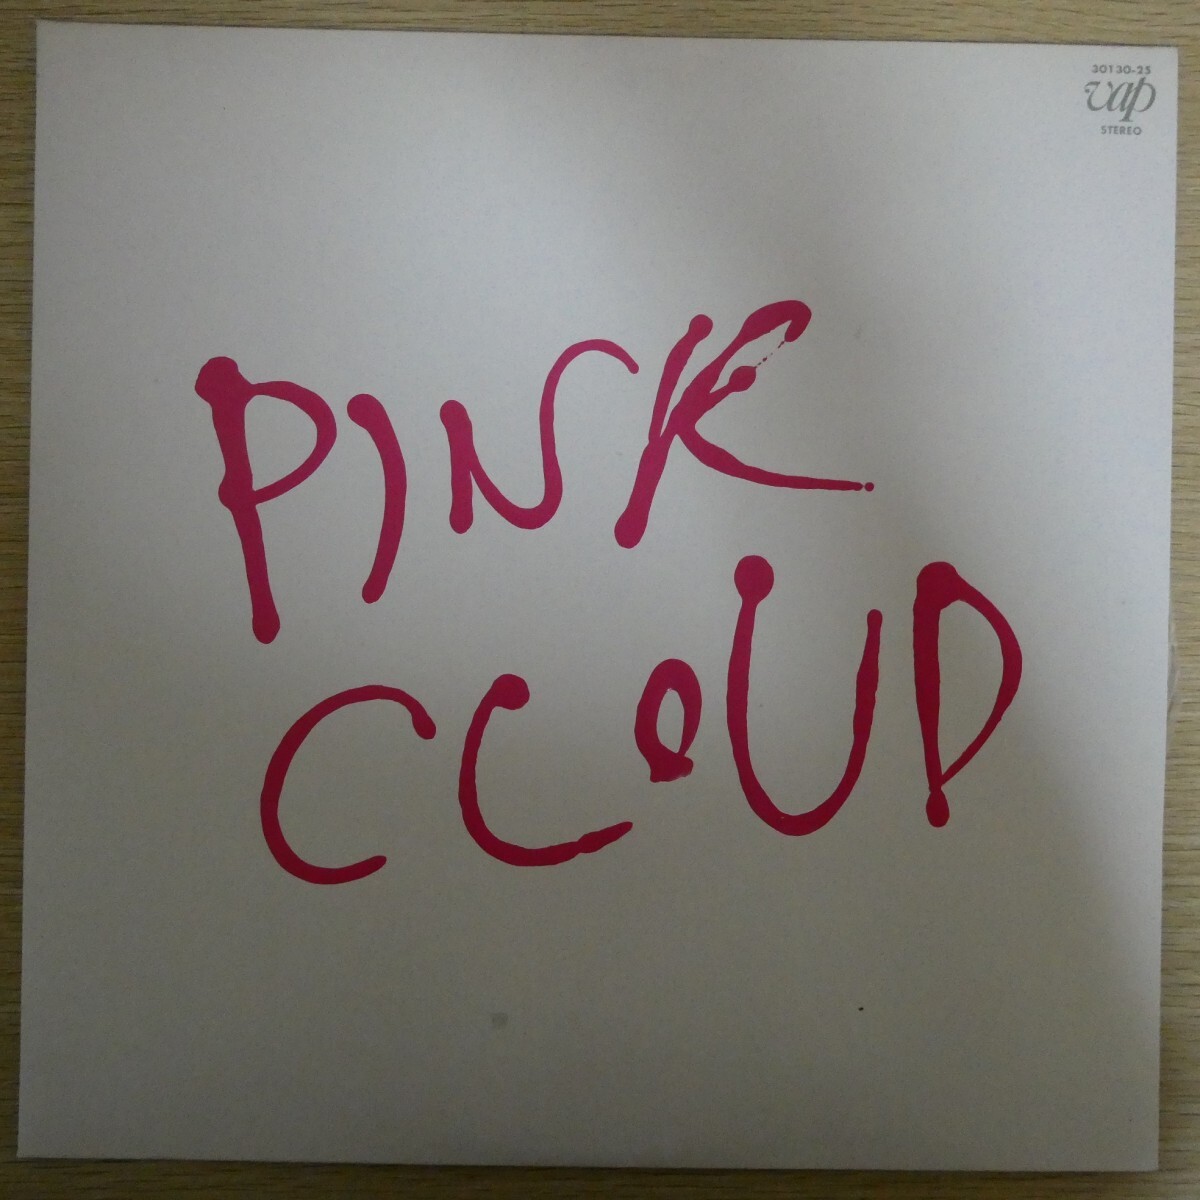 30130-25
vap
STEREO
PINK
CLOUD